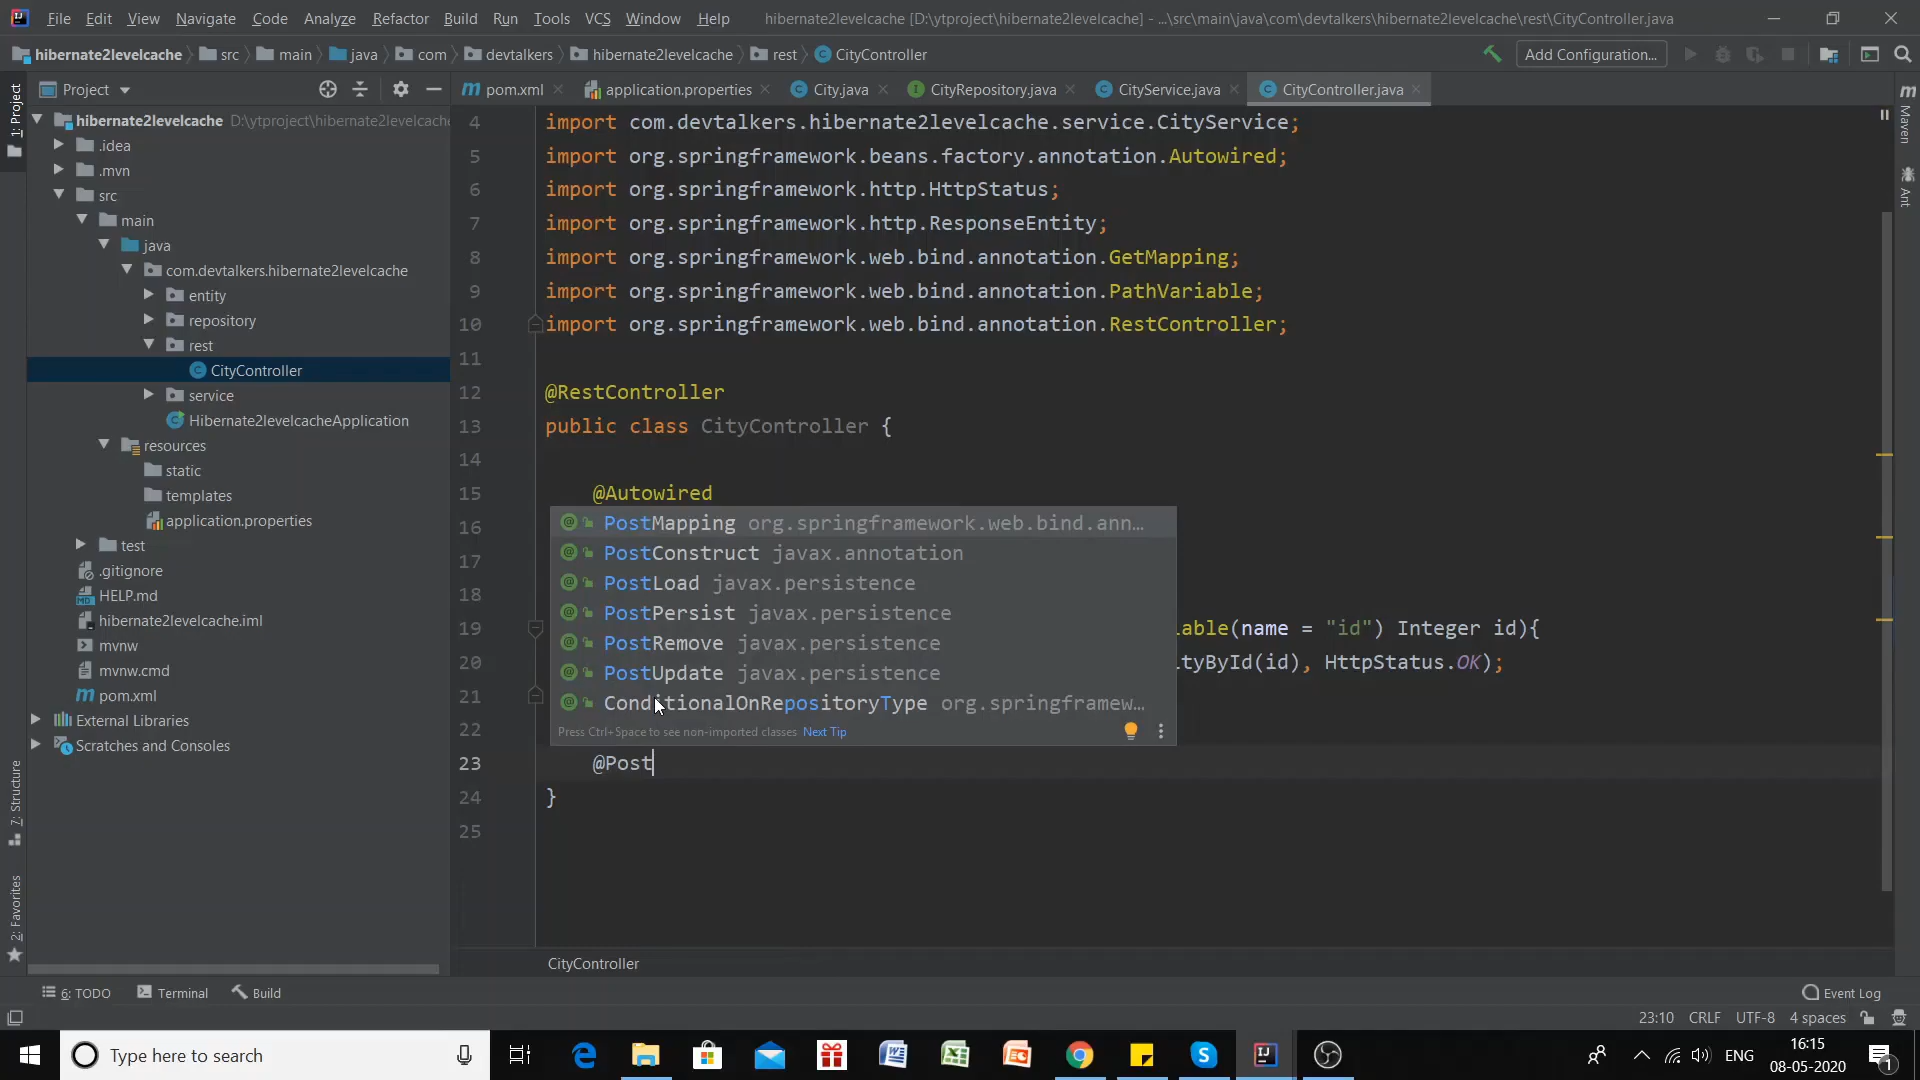 File Edit View Navigate Code Analyze Refactor Build Run Tools VCS Window Help hibernate2levelcache [D:\ytproject\hibernate2levelcache] - ...\src\main\java\com\devtalkers\hibernate2levelcache\rest\CityController.java
hibernate2levelcache src main java com devtalkers hibernate2levelcache rest CityController Add Configuration...
Project
pom.xml application.properties City.java CityRepository.java CityService.java CityController.java
1: Project
7: Structure
2: Favorites
hibernate2levelcache D:\ytproject\hibernate2levelcach
.idea
.mvn
src
main
java
com.devtalkers.hibernate2levelcache
entity
repository
rest
CityController
service
Hibernate2levelcacheApplication
resources
static
templates
application.properties
test
.gitignore
HELP.md
hibernate2levelcache.iml
mvnw
mvnw.cmd
pom.xml
External Libraries
Scratches and Consoles
4 import com.devtalkers.hibernate2levelcache.service.CityService;
5 import org.springframework.beans.factory.annotation.Autowired;
6 import org.springframework.http.HttpStatus;
7 import org.springframework.http.ResponseEntity;
8 import org.springframework.web.bind.annotation.GetMapping;
9 import org.springframework.web.bind.annotation.PathVariable;
10 import org.springframework.web.bind.annotation.RestController;
11
12 @RestController
13 public class CityController {
14
15 @Autowired
16
17
18
19 iable(name = "id") Integer id){
20 ityById(id), HttpStatus.OK);
21
22
23 @Post
24 }
25
PostMapping org.springframework.web.bind.ann...
PostConstruct javax.annotation
PostLoad javax.persistence
PostPersist javax.persistence
PostRemove javax.persistence
PostUpdate javax.persistence
ConditionalOnRepositoryType org.springframew...
Press Ctrl+Space to see non-imported classes Next Tip
CityController
Maven
Ant
6: TODO Terminal Build Event Log
23:10 CRLF UTF-8 4 spaces
Type here to search
ENG
16:15
08-05-2020
1